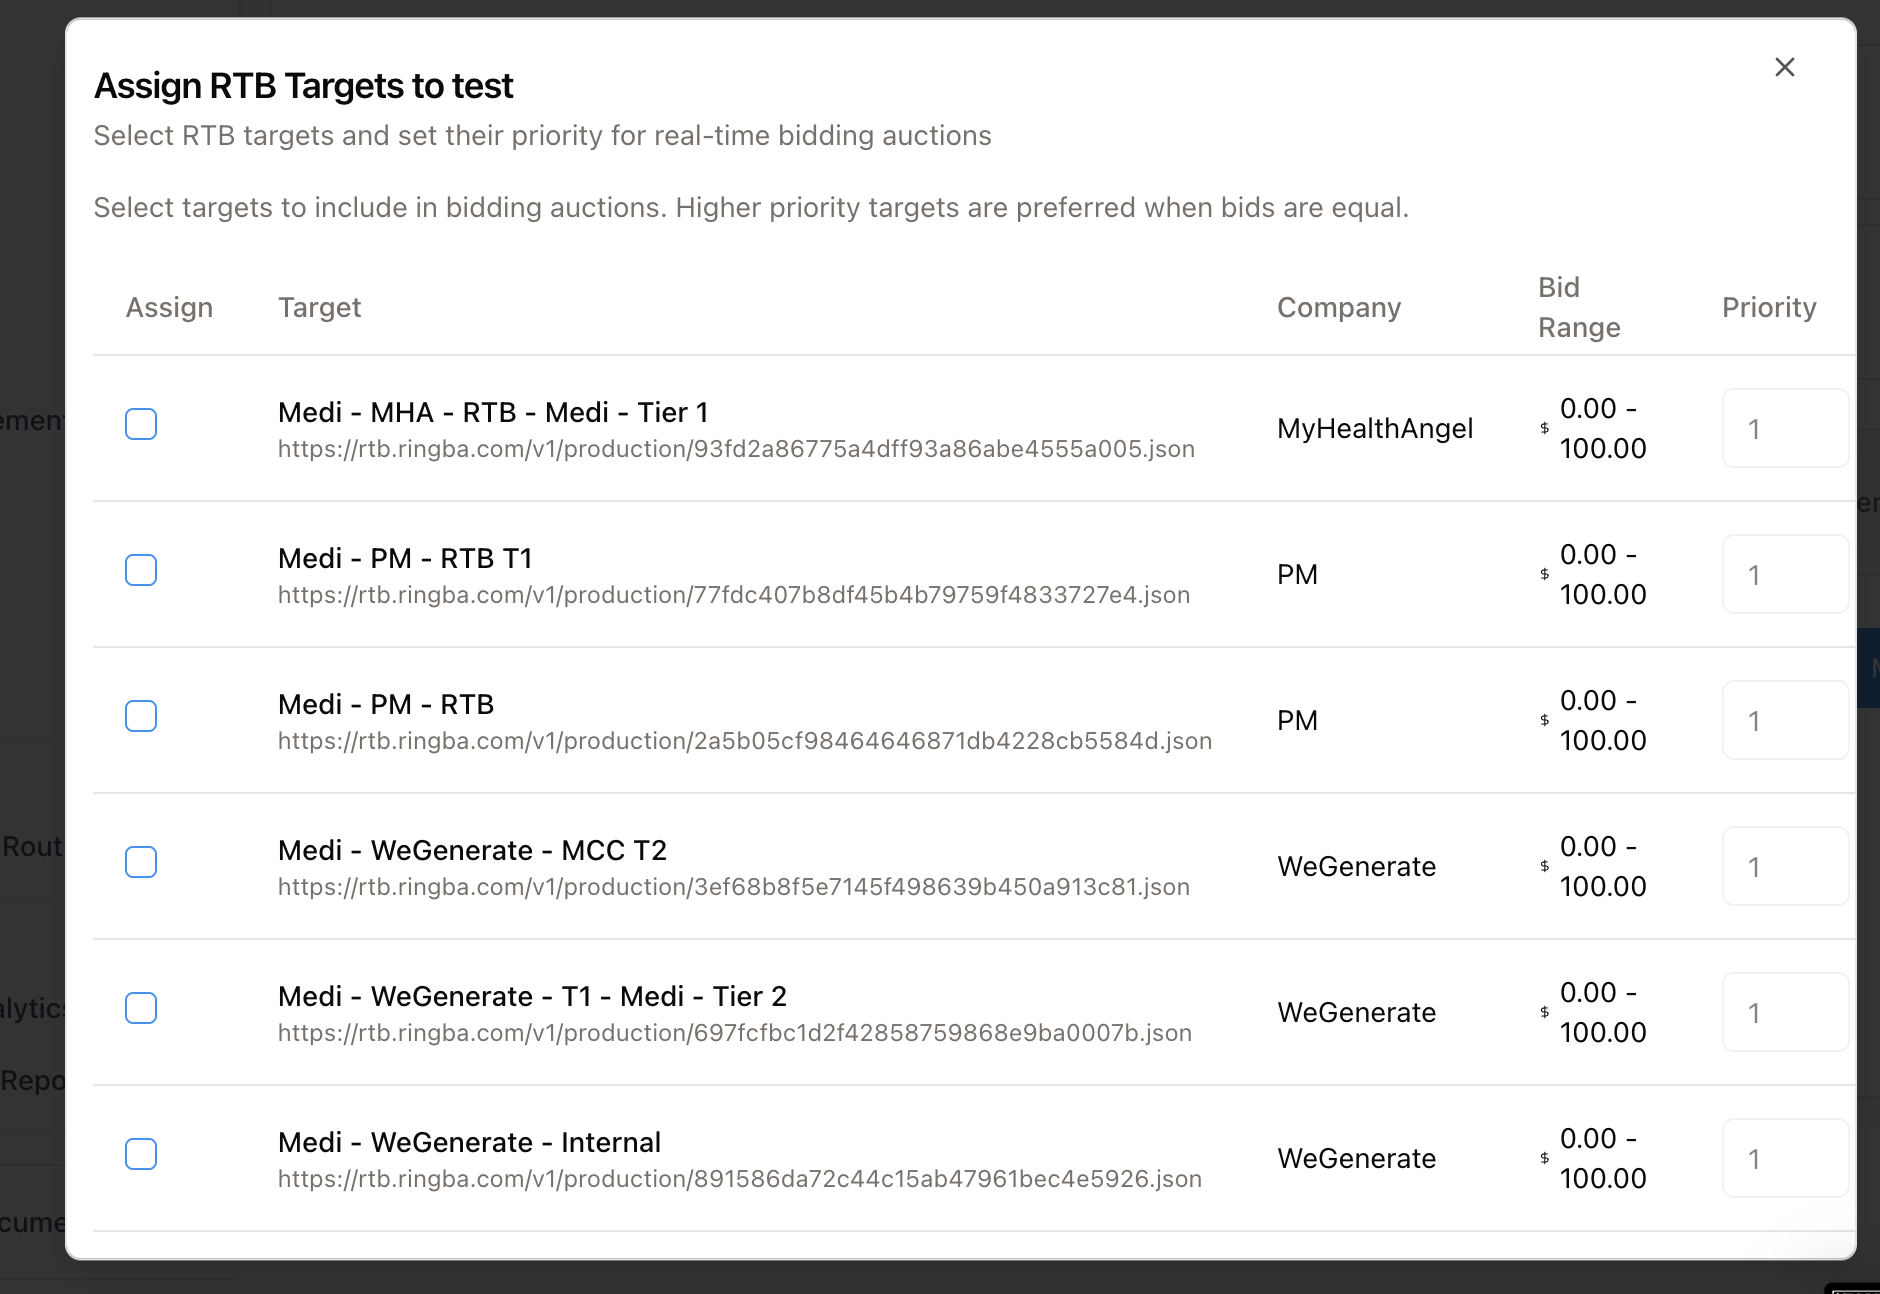 Assign RTB Targets to test
Select RTB targets and set their priority for real-time bidding auctions
Select targets to include in bidding auctions. Higher priority targets are preferred when bids are equal.
Assign Target Company Bid Range Priority
Medi - MHA - RTB - Medi - Tier 1
https://rtb.ringba.com/v1/production/93fd2a86775a4dff93a86abe4555a005.json
MyHealthAngel
$ 0.00 - 100.00
1
Medi - PM - RTB T1
https://rtb.ringba.com/v1/production/77fdc407b8df45b4b79759f4833727e4.json
PM
$ 0.00 - 100.00
1
Medi - PM - RTB
https://rtb.ringba.com/v1/production/2a5b05cf98464646871db4228cb5584d.json
PM
$ 0.00 - 100.00
1
Medi - WeGenerate - MCC T2
https://rtb.ringba.com/v1/production/3ef68b8f5e7145f498639b450a913c81.json
WeGenerate
$ 0.00 - 100.00
1
Medi - WeGenerate - T1 - Medi - Tier 2
https://rtb.ringba.com/v1/production/697fcfbc1d2f42858759868e9ba0007b.json
WeGenerate
$ 0.00 - 100.00
1
Medi - WeGenerate - Internal
https://rtb.ringba.com/v1/production/891586da72c44c15ab47961bec4e5926.json
WeGenerate
$ 0.00 - 100.00
1
Rout
Repo